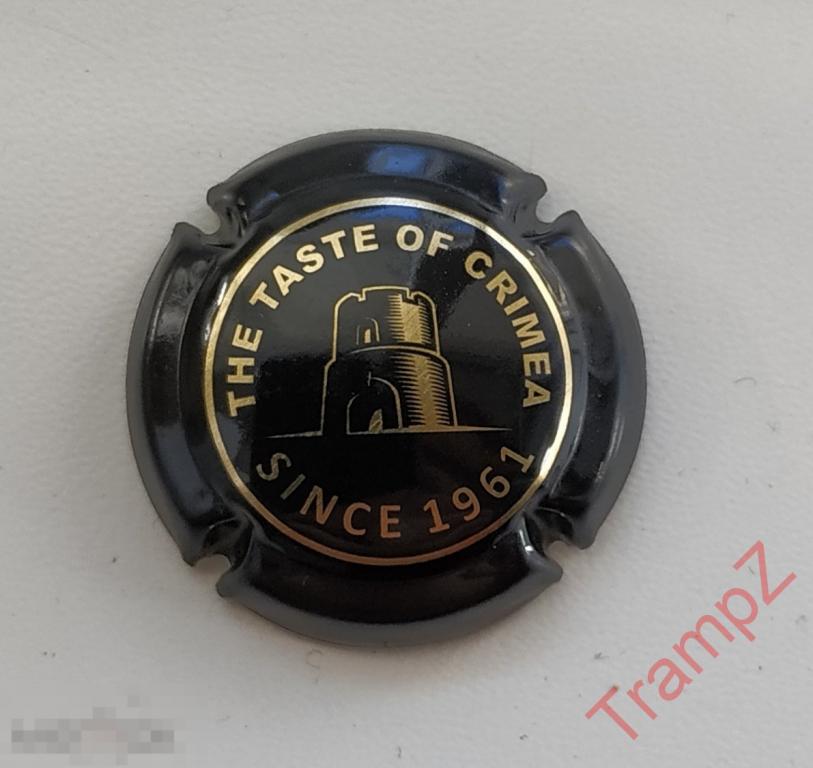 THE TASTE OF CRIMEA
SINCE 1961
TrampZ